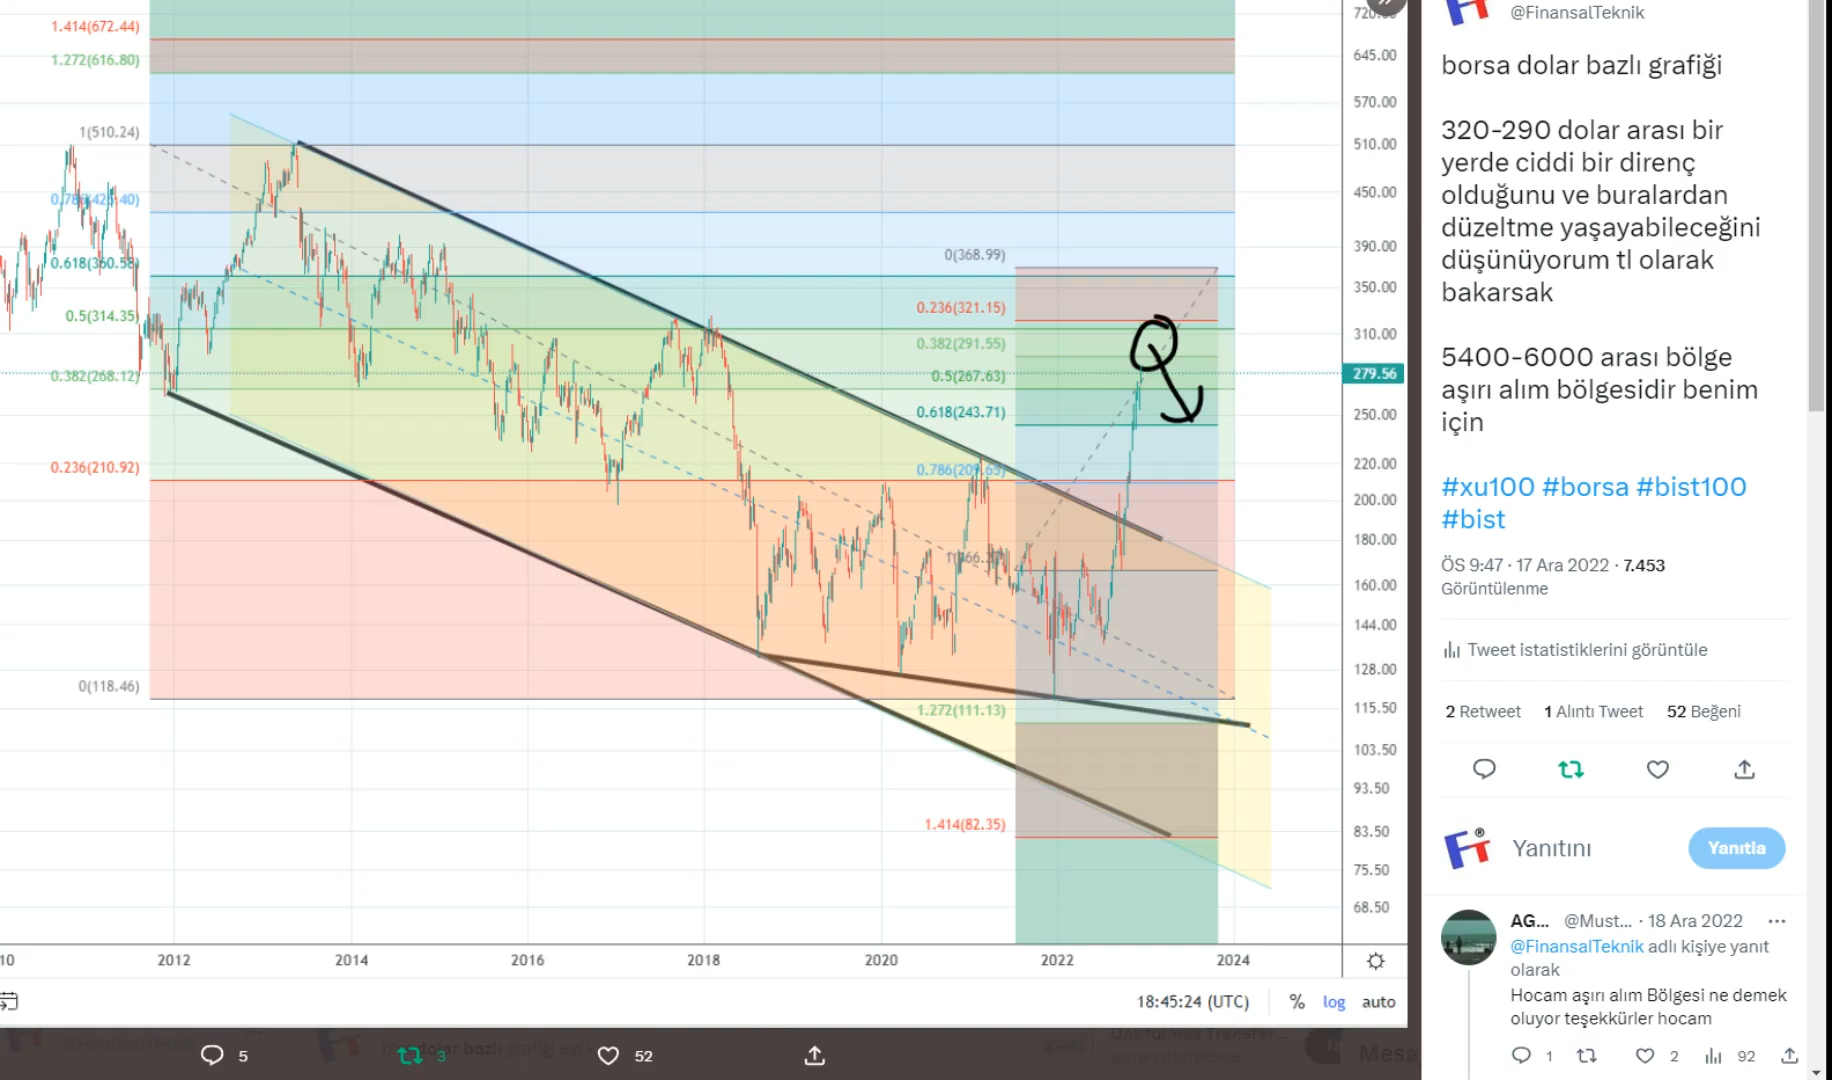 1.414(672.44)
1.272(616.80)
1(510.24)
0.618(360.58)
0.5(314.35)
0.382(268.12)
0.236(210.92)
0(118.46)
0(368.99)
0.236(321.15)
0.382(291.55)
0.5(267.63)
0.618(243.71)
0.786(209.65)
1.272(111.13)
1.414(82.35)
645.00
570.00
510.00
450.00
390.00
350.00
310.00
279.56
250.00
220.00
200.00
180.00
160.00
144.00
128.00
115.50
103.50
93.50
83.50
75.50
68.50
10 2012 2014 2016 2018 2020 2022 2024
18:45:24 (UTC) % log auto
5 3 52
@FinansalTeknik
borsa dolar bazlı grafiği
320-290 dolar arası bir
yerde ciddi bir direnç
olduğunu ve buralardan
düzeltme yaşayabileceğini
düşünüyorum tl olarak
bakarsak
5400-6000 arası bölge
aşırı alım bölgesidir benim
için
#xu100 #borsa #bist100
#bist
ÖS 9:47 · 17 Ara 2022 · 7.453
Görüntülenme
Tweet istatistiklerini görüntüle
2 Retweet 1 Alıntı Tweet 52 Beğeni
Yanıtını
Yanıtla
AG... @Must... · 18 Ara 2022 ...
@FinansalTeknik adlı kişiye yanıt
olarak
Hocam aşırı alım Bölgesi ne demek
oluyor teşekkürler hocam
1 2 92